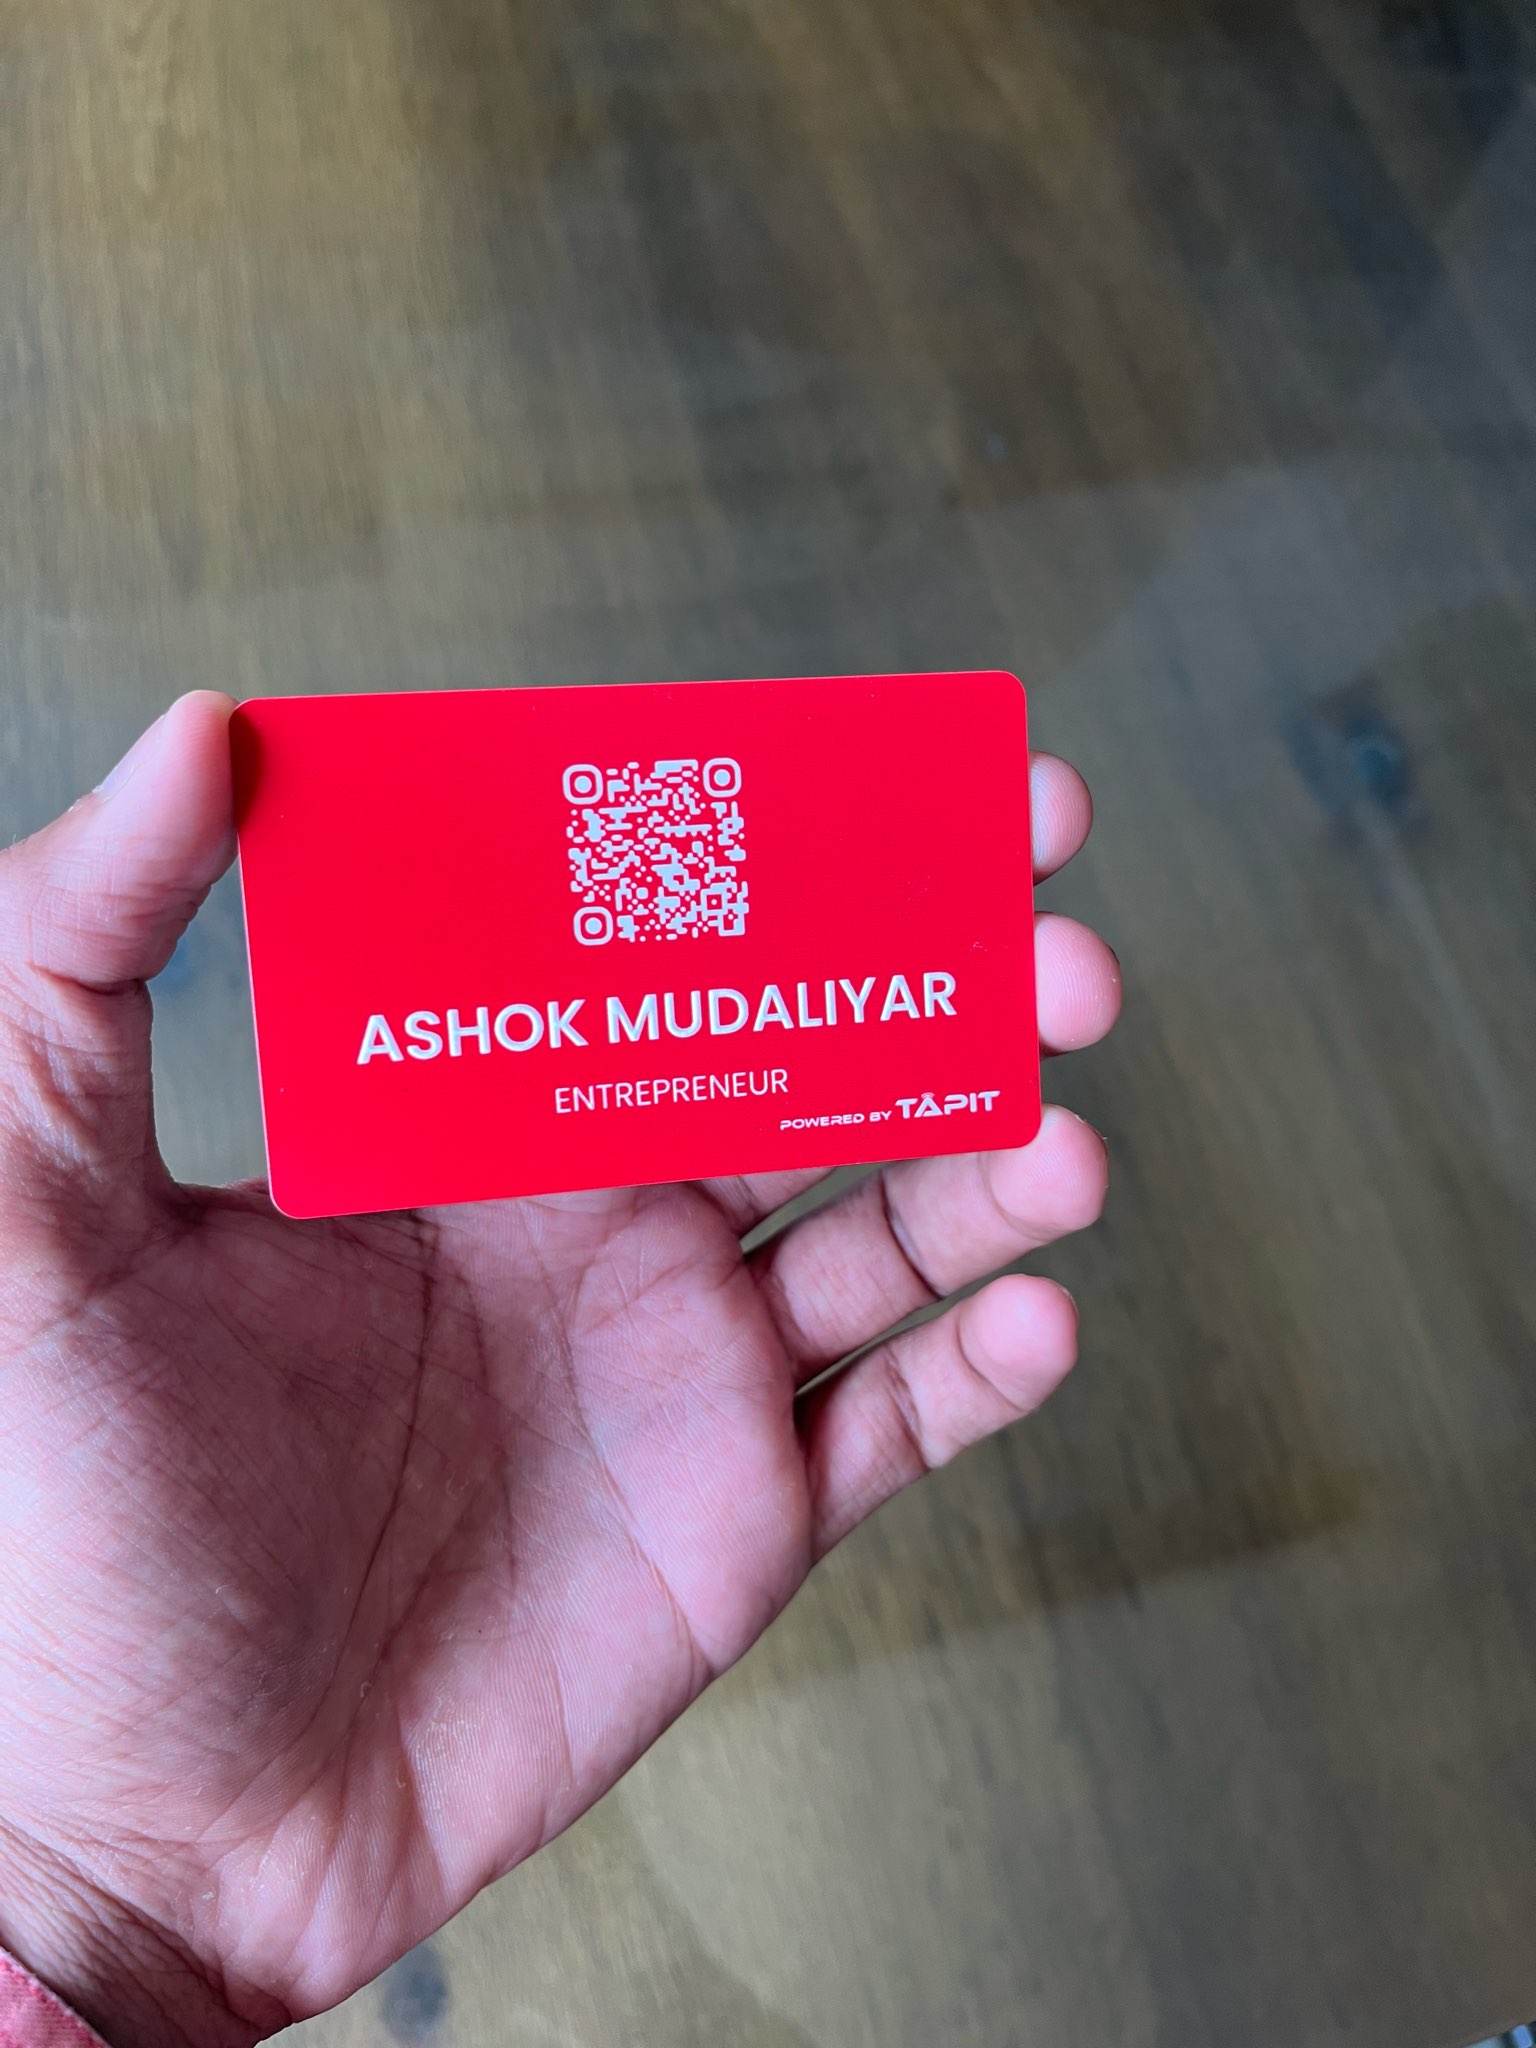 ASHOK MUDALIYAR
ENTREPRENEUR
POWERED BY TAPIT